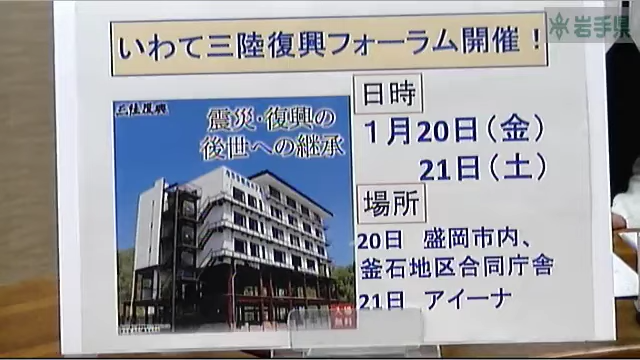 岩手県
いわて三陸復興フォーラム開催！
三陸復興
震災・復興の
後世への継承
日時
１月20日（金）
21日（土）
場所
20日 盛岡市内、
釜石地区合同庁舎
21日 アイーナ